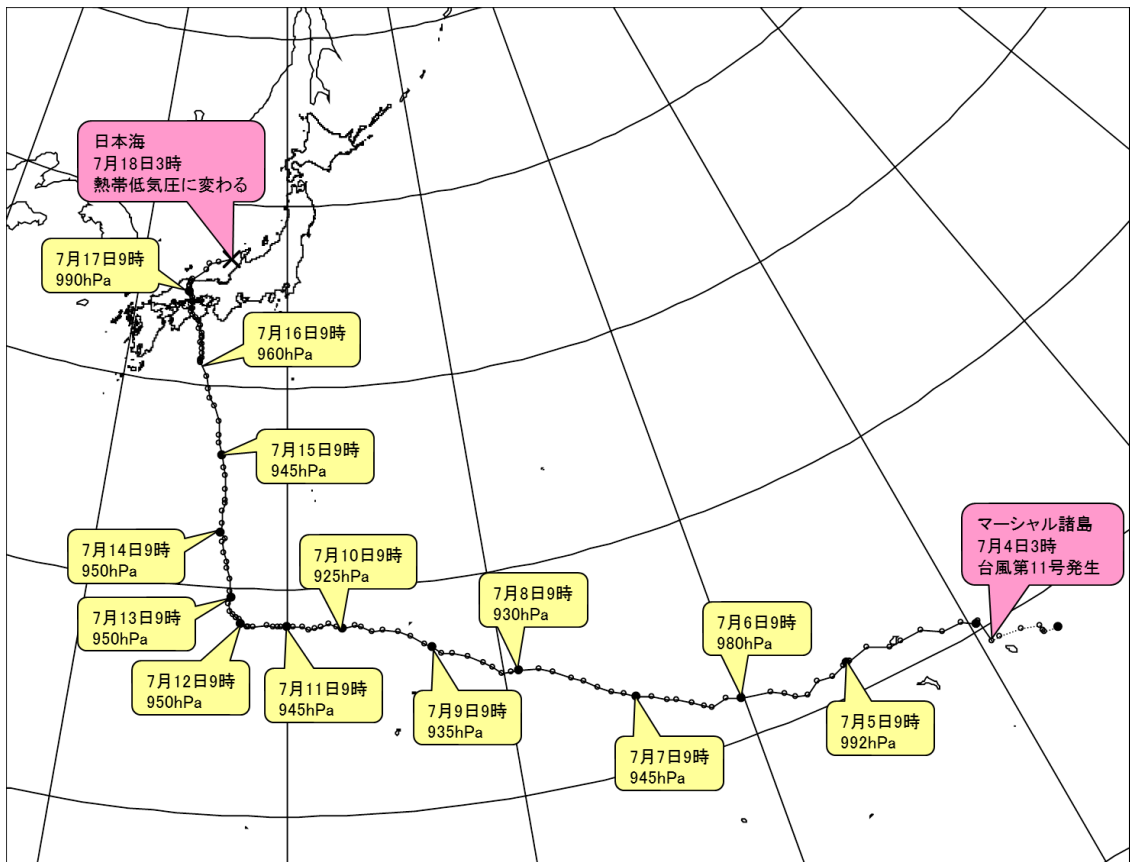 日本海
7月18日3時
熱帯低気圧に変わる
7月17日9時
990hPa
7月16日9時
960hPa
7月15日9時
945hPa
7月14日9時
950hPa
7月13日9時
950hPa
7月12日9時
950hPa
7月11日9時
945hPa
7月10日9時
925hPa
7月9日9時
935hPa
7月8日9時
930hPa
7月7日9時
945hPa
7月6日9時
980hPa
7月5日9時
992hPa
マーシャル諸島
7月4日3時
台風第11号発生